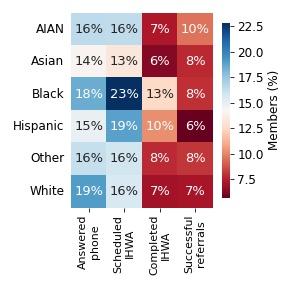 AIAN 16% 16% 7% 10%
Asian 14% 13% 6% 8%
Black 18% 23% 13% 8%
Hispanic 15% 19% 10% 6%
Other 16% 16% 8% 8%
White 19% 16% 7% 7%
Answered
phone
Scheduled
IHWA
Completed
IHWA
Successful
referrals
22.5
20.0
17.5
15.0
12.5
10.0
7.5
Members (%)